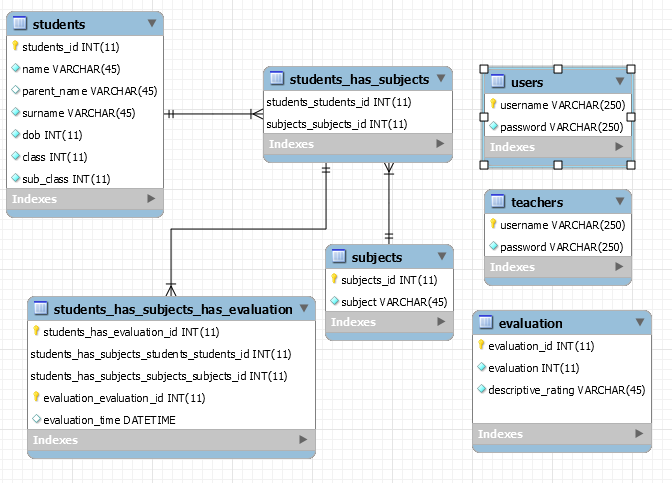 students
students_id INT(11)
name VARCHAR(45)
parent_name VARCHAR(45)
surname VARCHAR(45)
dob INT(11)
class INT(11)
sub_class INT(11)
Indexes
students_has_subjects
students_students_id INT(11)
subjects_subjects_id INT(11)
Indexes
users
username VARCHAR(250)
password VARCHAR(250)
Indexes
teachers
username VARCHAR(250)
password VARCHAR(250)
Indexes
subjects
subjects_id INT(11)
subject VARCHAR(45)
Indexes
students_has_subjects_has_evaluation
students_has_evaluation_id INT(11)
students_has_subjects_students_students_id INT(11)
students_has_subjects_subjects_subjects_id INT(11)
evaluation_evaluation_id INT(11)
evaluation_time DATETIME
Indexes
evaluation
evaluation_id INT(11)
evaluation INT(11)
descriptive_rating VARCHAR(45)
Indexes